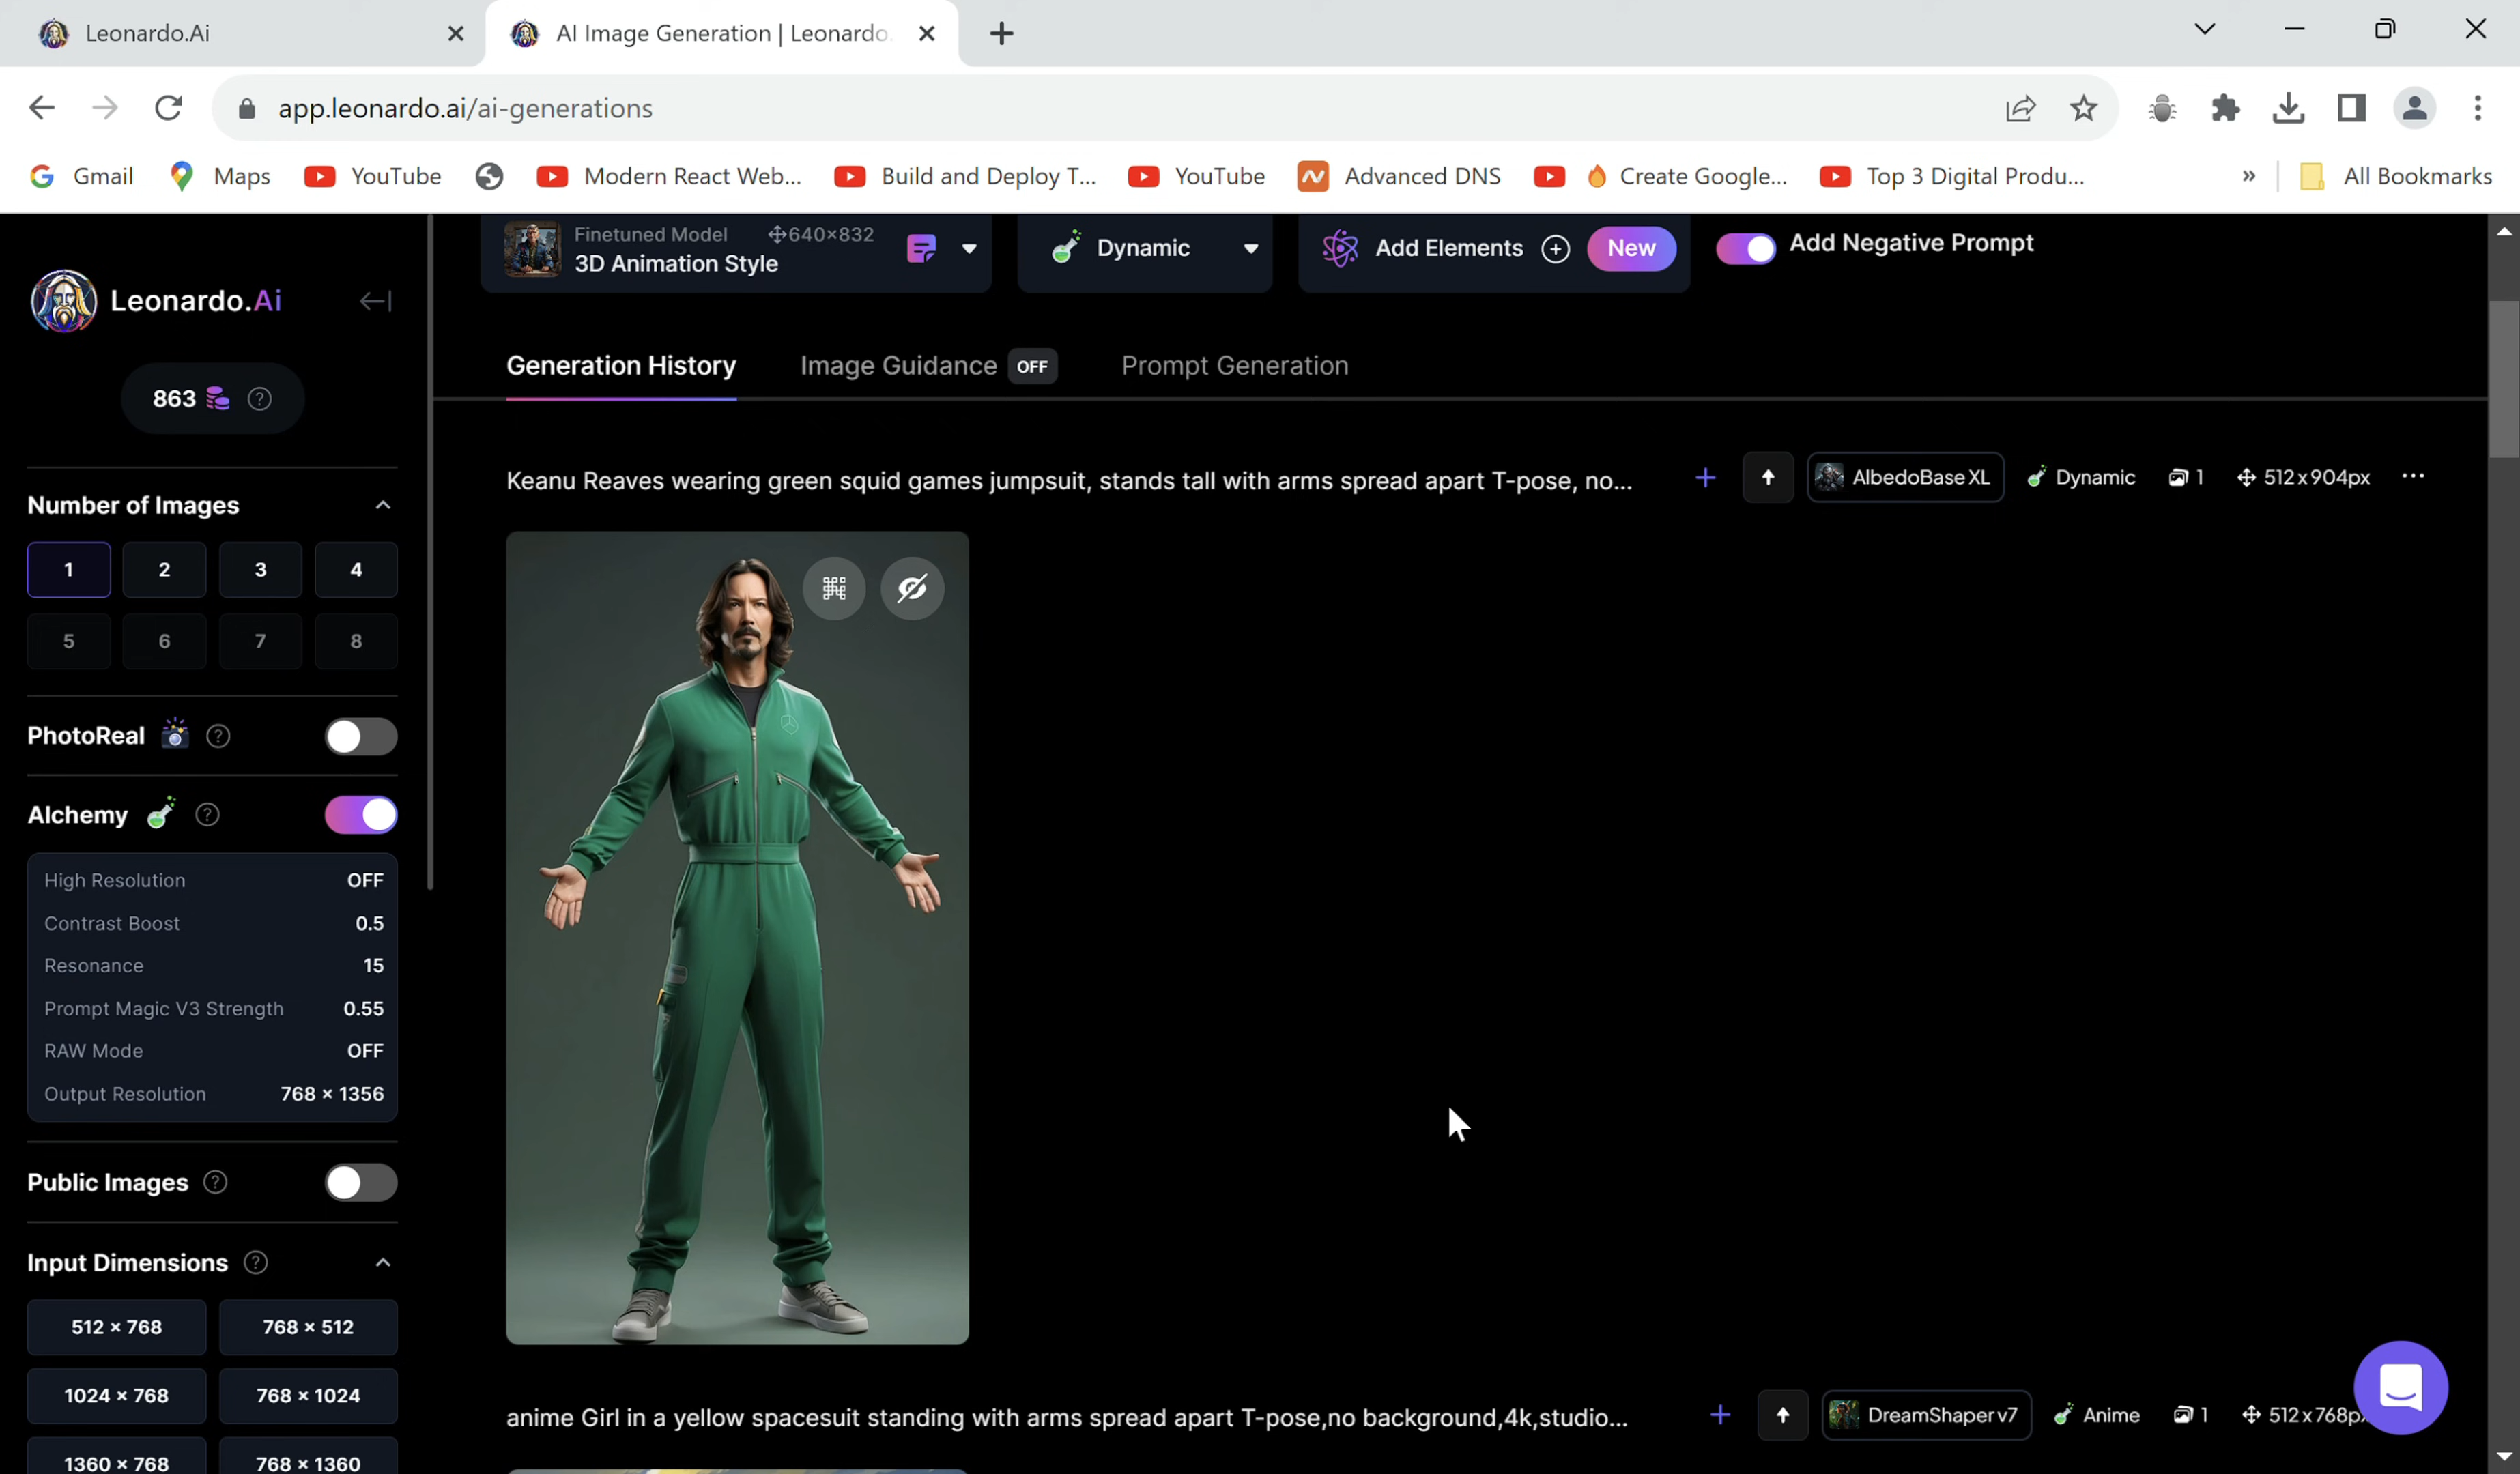 Leonardo.Ai
AI Image Generation | Leonardo.
app.leonardo.ai/ai-generations
Gmail
Maps
YouTube
Modern React Web...
Build and Deploy T...
YouTube
Advanced DNS
Create Google...
Top 3 Digital Produ...
»
All Bookmarks
Leonardo.Ai
863
Number of Images
1 2 3 4
5 6 7 8
PhotoReal
Alchemy
High Resolution OFF
Contrast Boost 0.5
Resonance 15
Prompt Magic V3 Strength 0.55
RAW Mode OFF
Output Resolution 768 × 1356
Public Images
Input Dimensions
512 × 768 768 × 512
1024 × 768 768 × 1024
1360 × 768 768 × 1360
Finetuned Model 640×832
3D Animation Style
Dynamic
Add Elements
New
Add Negative Prompt
Generation History
Image Guidance OFF
Prompt Generation
Keanu Reaves wearing green squid games jumpsuit, stands tall with arms spread apart T-pose, no...
AlbedoBase XL
Dynamic
1
512 x 904px
anime Girl in a yellow spacesuit standing with arms spread apart T-pose,no background,4k,studio...
DreamShaper v7
Anime
1
512 x 768p